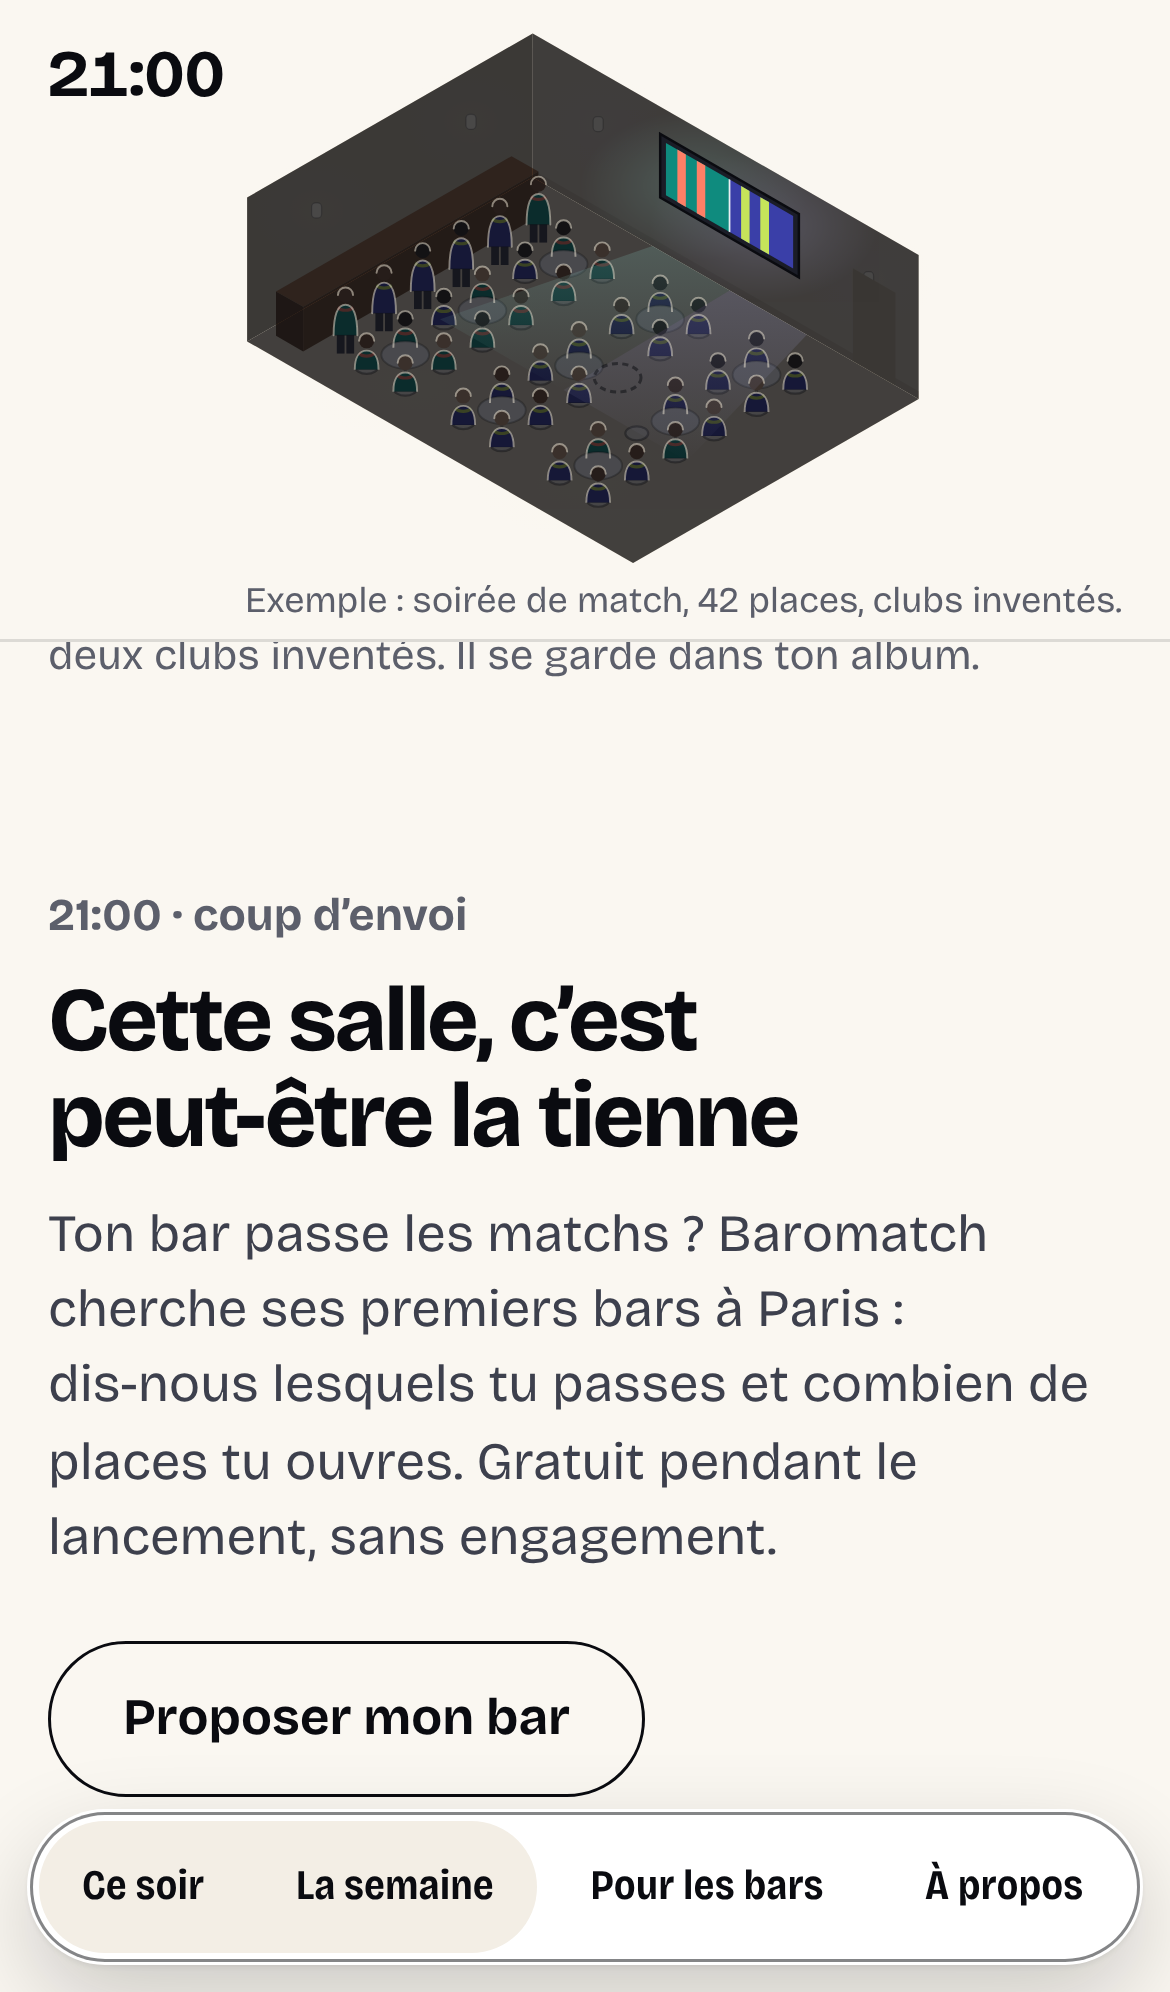 21:00
Exemple : soirée de match, 42 places, clubs inventés.
deux clubs inventés. Il se garde dans ton album.
21:00 · coup d’envoi
Cette salle, c’est
peut-être la tienne
Ton bar passe les matchs ? Baromatch
cherche ses premiers bars à Paris :
dis-nous lesquels tu passes et combien de
places tu ouvres. Gratuit pendant le
lancement, sans engagement.
Proposer mon bar
Ce soir La semaine Pour les bars À propos